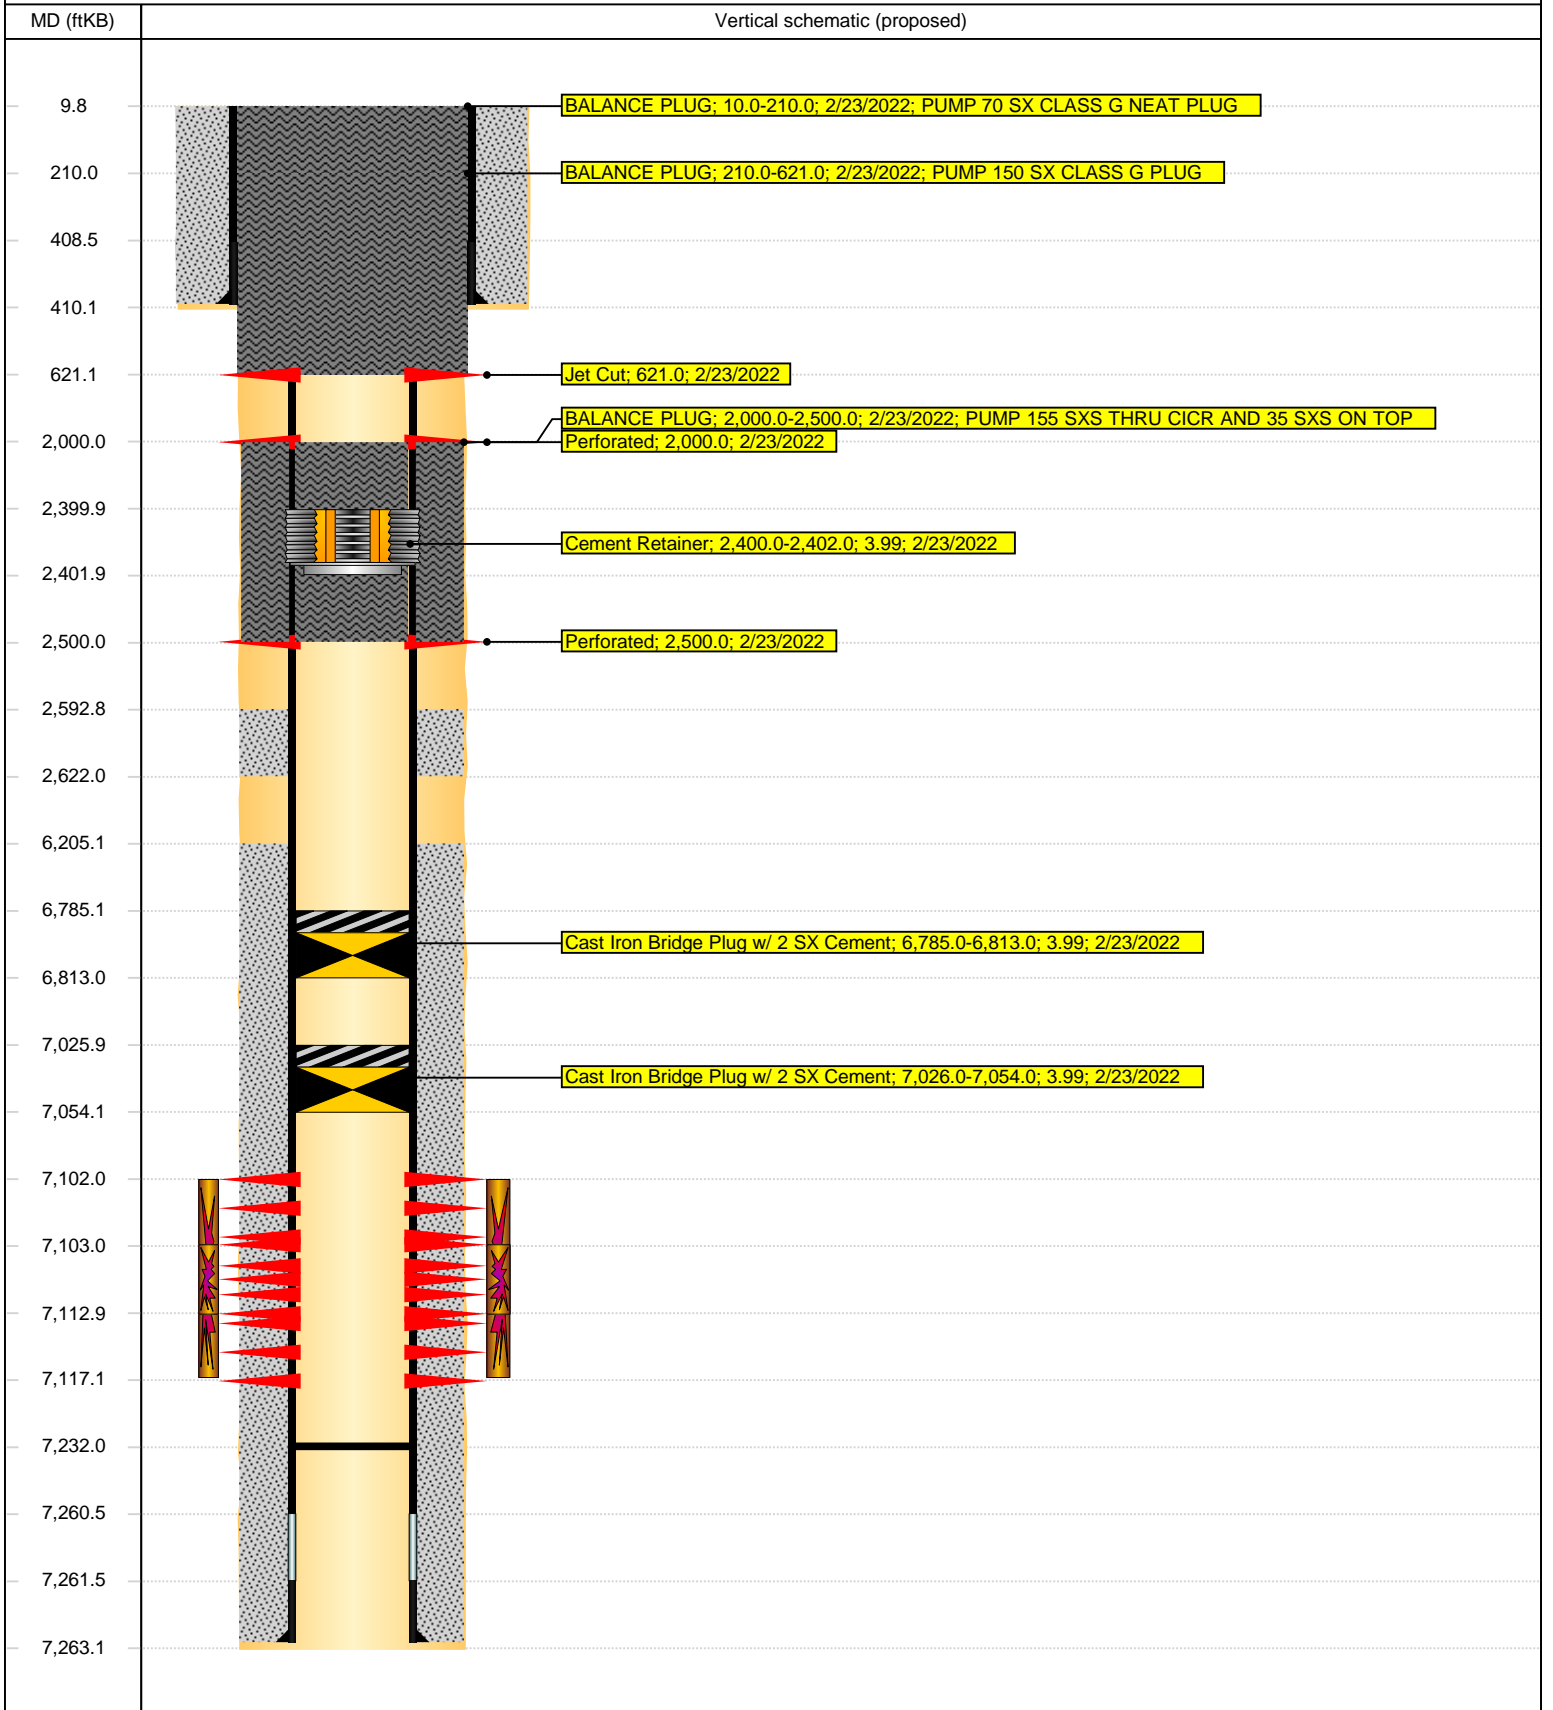 MD (ftKB)
Vertical schematic (proposed)
9.8
BALANCE PLUG; 10.0-210.0; 2/23/2022; PUMP 70 SX CLASS G NEAT PLUG
210.0
BALANCE PLUG; 210.0-621.0; 2/23/2022; PUMP 150 SX CLASS G PLUG
408.5
410.1
621.1
Jet Cut; 621.0; 2/23/2022
BALANCE PLUG; 2,000.0-2,500.0; 2/23/2022; PUMP 155 SXS THRU CICR AND 35 SXS ON TOP
2,000.0
Perforated; 2,000.0; 2/23/2022
2,399.9
Cement Retainer; 2,400.0-2,402.0; 3.99; 2/23/2022
2,401.9
2,500.0
Perforated; 2,500.0; 2/23/2022
2,592.8
2,622.0
6,205.1
6,785.1
Cast Iron Bridge Plug w/ 2 SX Cement; 6,785.0-6,813.0; 3.99; 2/23/2022
6,813.0
7,025.9
Cast Iron Bridge Plug w/ 2 SX Cement; 7,026.0-7,054.0; 3.99; 2/23/2022
7,054.1
7,102.0
7,103.0
7,112.9
7,117.1
7,232.0
7,260.5
7,261.5
7,263.1